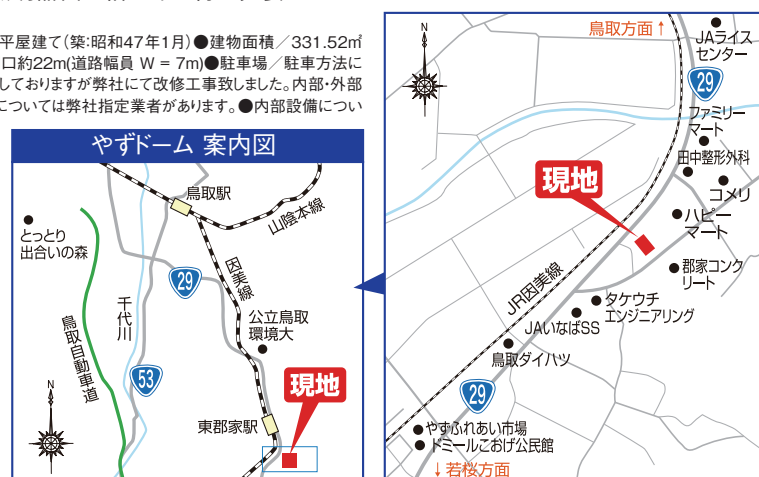 平屋建て(築:昭和47年1月)●建物面積／331.52㎡
口約22m(道路幅員 W = 7m)●駐車場／駐車方法に
しておりますが弊社にて改修工事致しました。内部・外部
については弊社指定業者があります。●内部設備につい
やずドーム 案内図
鳥取駅
山陰本線
とっとり
出合いの森
因美線
29
千代川
公立鳥取
環境大
鳥取自動車道
53
現地
東郡家駅
N
N
鳥取方面↑
JAライス
センター
29
ファミリー
マート
田中整形外科
コメリ
現地
ハピー
マート
郡家コンク
リート
JR因美線
タケウチ
エンジニアリング
JAいなばSS
鳥取ダイハツ
29
やずふれあい市場
ドミールこおげ公民館
↓若桜方面